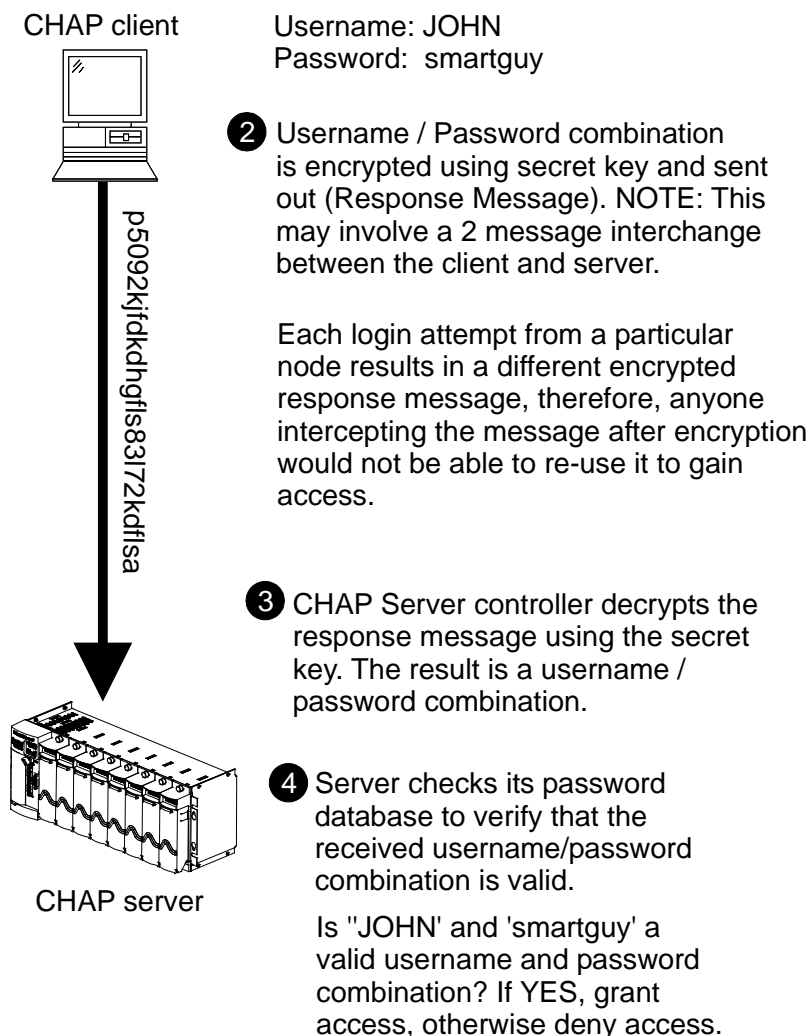 CHAP client
Username: JOHN
Password: smartguy
2 Username / Password combination
is encrypted using secret key and sent
out (Response Message). NOTE: This
may involve a 2 message interchange
between the client and server.
Each login attempt from a particular
node results in a different encrypted
response message, therefore, anyone
intercepting the message after encryption
would not be able to re-use it to gain
access.
p5092kjfdkdhgfls83l72kdflsa
3 CHAP Server controller decrypts the
response message using the secret
key. The result is a username /
password combination.
CHAP server
4 Server checks its password
database to verify that the
received username/password
combination is valid.
Is "JOHN' and 'smartguy' a
valid username and password
combination? If YES, grant
access, otherwise deny access.